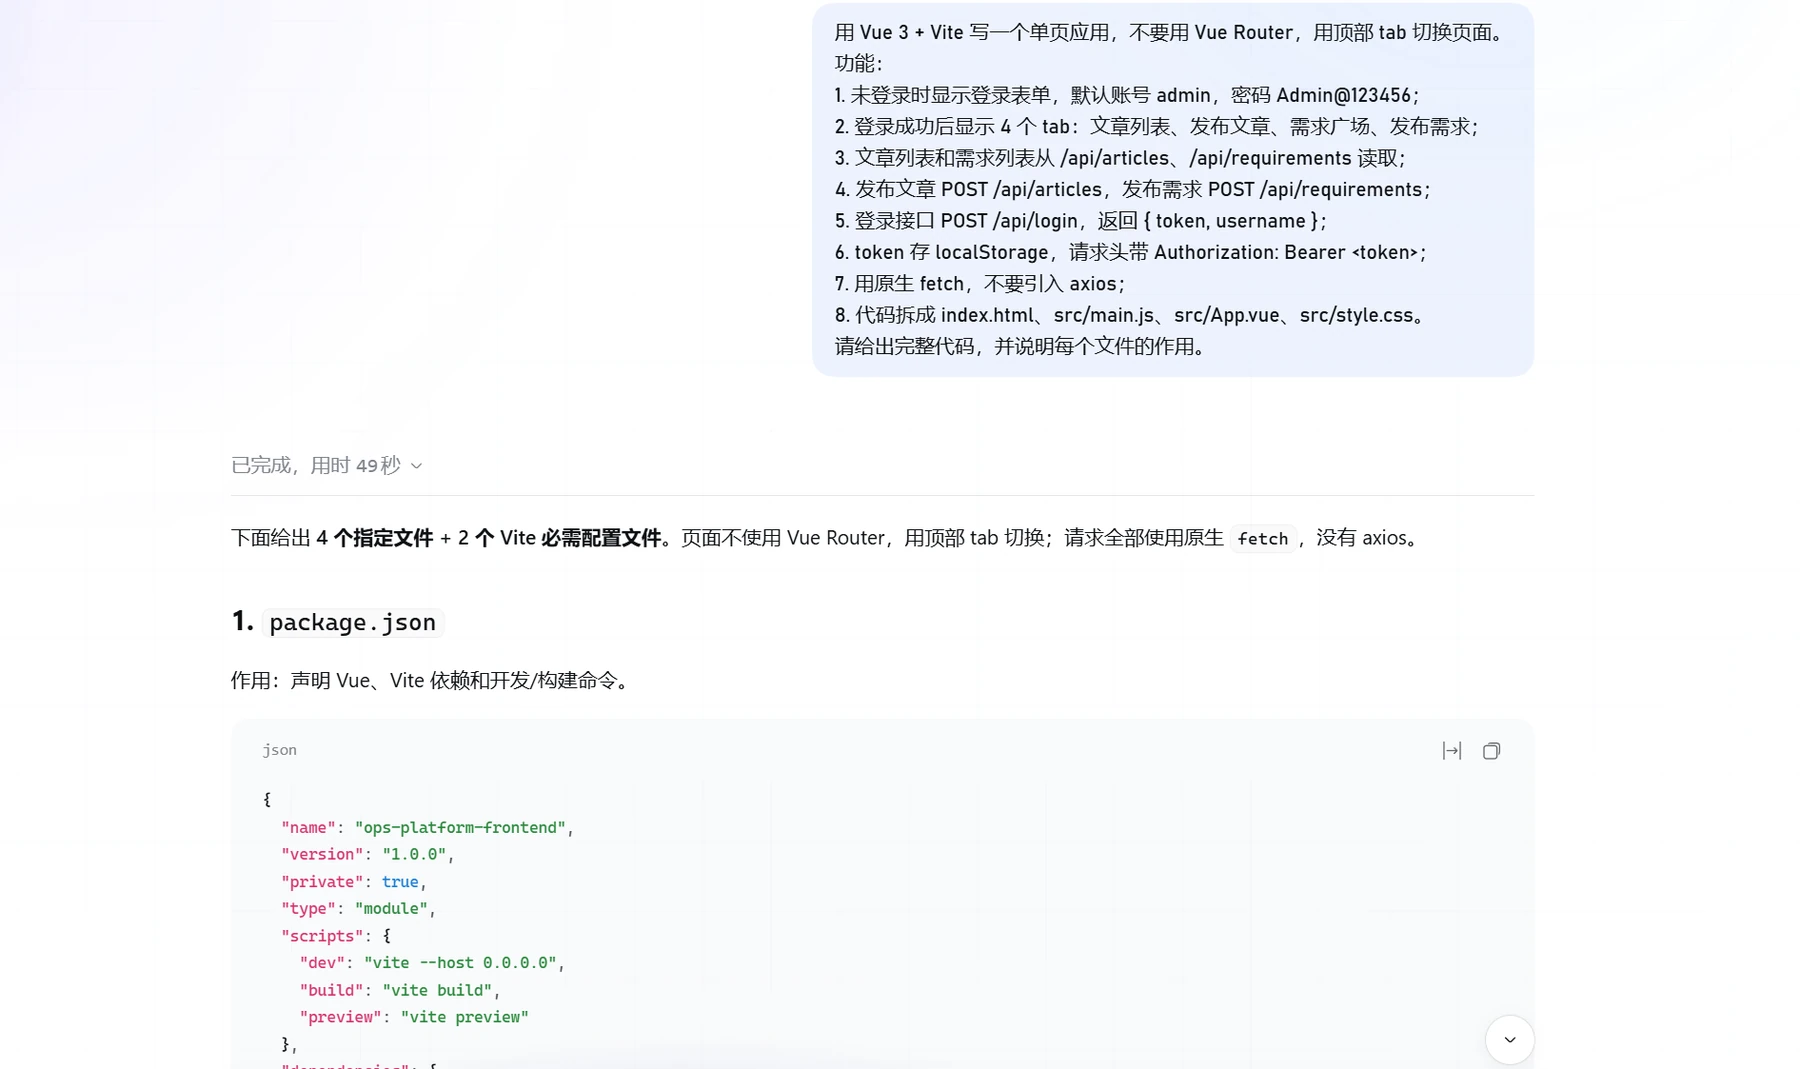 用 Vue 3 + Vite 写一个单页应用，不要用 Vue Router，用顶部 tab 切换页面。
功能：
1. 未登录时显示登录表单，默认账号 admin，密码 Admin@123456；
2. 登录成功后显示 4 个 tab：文章列表、发布文章、需求广场、发布需求；
3. 文章列表和需求列表从 /api/articles、/api/requirements 读取；
4. 发布文章 POST /api/articles，发布需求 POST /api/requirements；
5. 登录接口 POST /api/login，返回 { token, username }；
6. token 存 localStorage，请求头带 Authorization: Bearer <token>；
7. 用原生 fetch，不要引入 axios；
8. 代码拆成 index.html、src/main.js、src/App.vue、src/style.css。
请给出完整代码，并说明每个文件的作用。
已完成，用时 49秒
下面给出 4 个指定文件 + 2 个 Vite 必需配置文件。页面不使用 Vue Router，用顶部 tab 切换；请求全部使用原生 fetch，没有 axios。
1. package.json
作用：声明 Vue、Vite 依赖和开发/构建命令。
json
{
"name": "ops-platform-frontend",
"version": "1.0.0",
"private": true,
"type": "module",
"scripts": {
"dev": "vite --host 0.0.0.0",
"build": "vite build",
"preview": "vite preview"
},
"dependencies": {